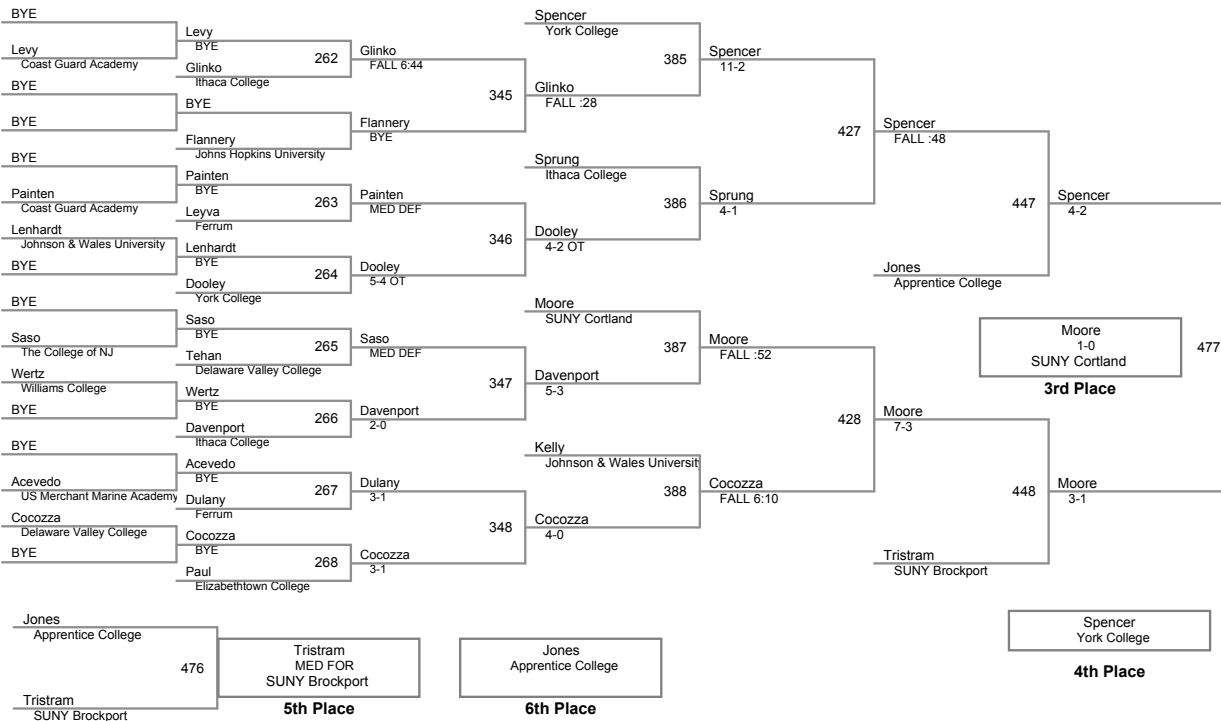 BYE
Levy
Coast Guard Academy
BYE
BYE
BYE
Painten
Coast Guard Academy
Lenhardt
Johnson & Wales University
BYE
BYE
Saso
The College of NJ
Wertz
Williams College
BYE
BYE
Acevedo
US Merchant Marine Academy
Cocozza
Delaware Valley College
BYE
Levy
BYE
262
Glinko
Ithaca College
BYE
Flannery
Johns Hopkins University
Painten
BYE
263
Leyva
Ferrum
Lenhardt
BYE
264
Dooley
York College
Saso
BYE
265
Tehan
Delaware Valley College
Wertz
BYE
266
Davenport
Ithaca College
Acevedo
BYE
267
Dulany
Ferrum
Cocozza
BYE
268
Paul
Elizabethtown College
Glinko
FALL 6:44
345
Flannery
BYE
Painten
MED DEF
346
Dooley
5-4 OT
Saso
MED DEF
347
Davenport
2-0
Dulany
3-1
348
Cocozza
3-1
Spencer
York College
385
Glinko
FALL :28
Sprung
Ithaca College
386
Dooley
4-2 OT
Moore
SUNY Cortland
387
Davenport
5-3
Kelly
Johnson & Wales Universit
388
Cocozza
4-0
Spencer
11-2
427
Sprung
4-1
Moore
FALL :52
428
Cocozza
FALL 6:10
Spencer
FALL :48
447
Jones
Apprentice College
Moore
7-3
448
Tristram
SUNY Brockport
Spencer
4-2
Moore
1-0
SUNY Cortland
477
3rd Place
Moore
3-1
Spencer
York College
4th Place
Jones
Apprentice College
476
Tristram
SUNY Brockport
Tristram
MED FOR
SUNY Brockport
5th Place
Jones
Apprentice College
6th Place